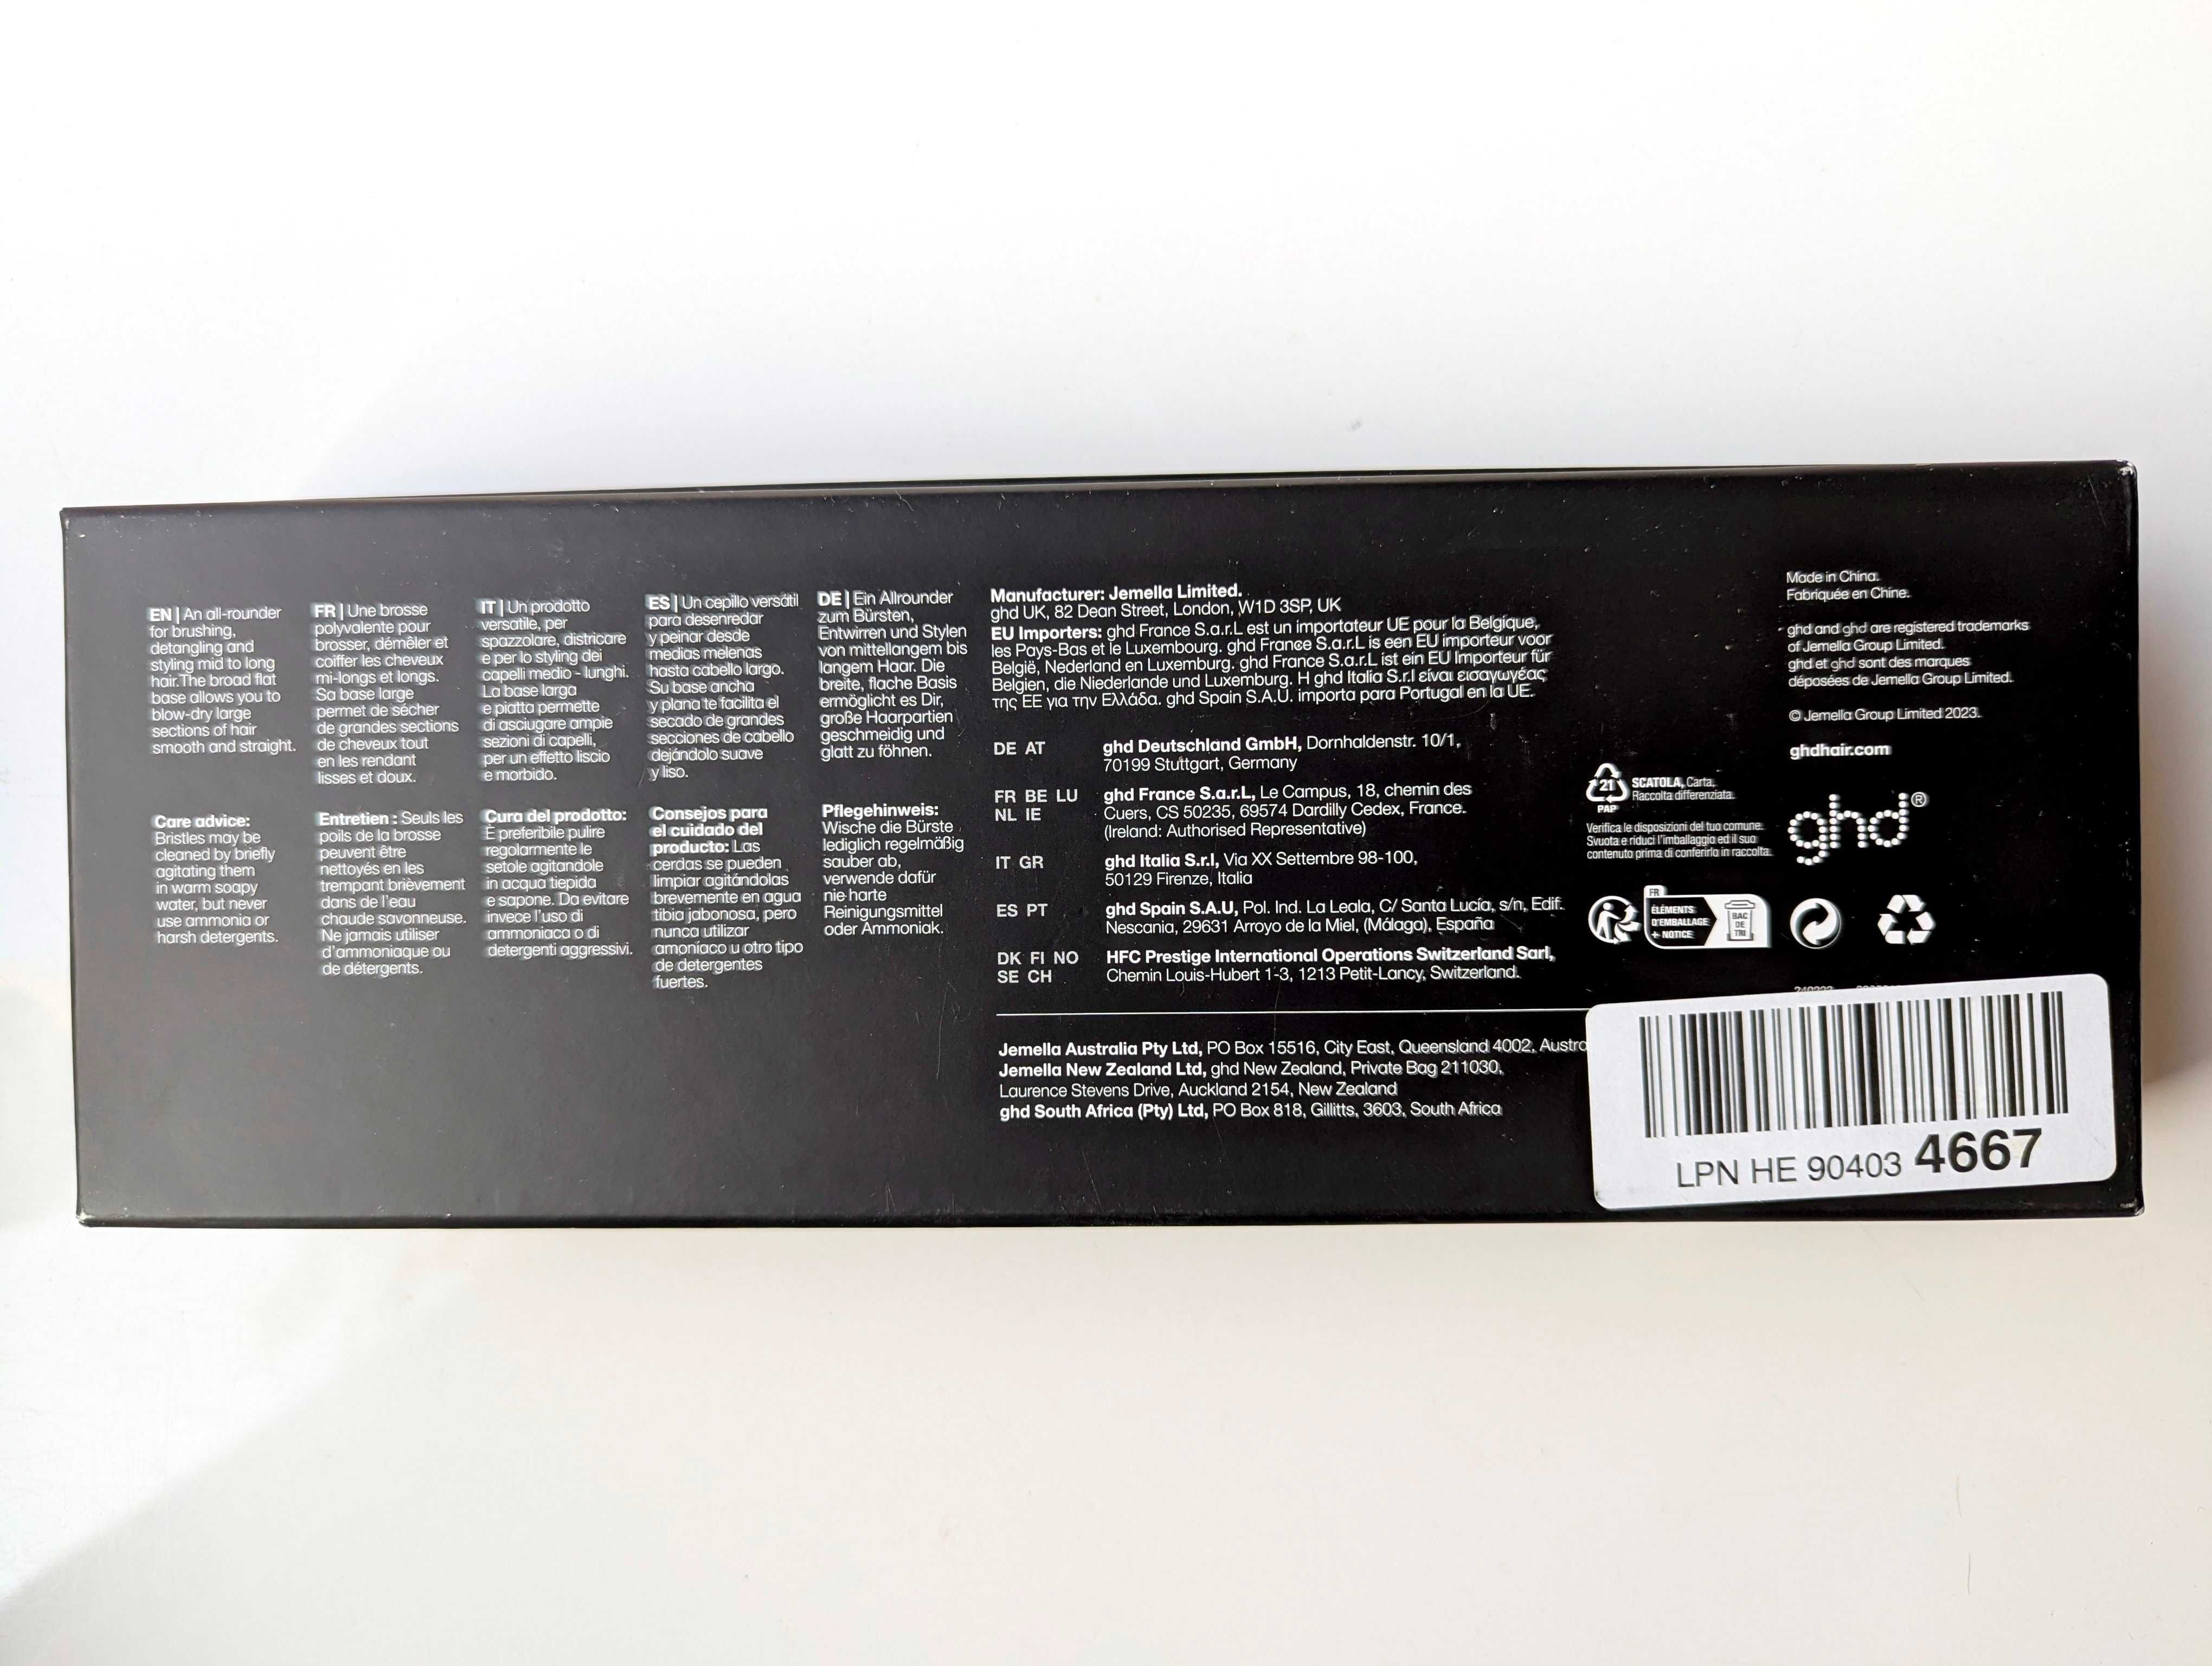 EN | An all-rounder
for brushing,
detangling and
styling mid to long
hair.The broad flat
base allows you to
blow-dry large
sections of hair
smooth and straight.
Care advice:
Bristles may be
cleaned by briefly
agitating them
in warm soapy
water, but never
use ammonia or
harsh detergents.
FR | Une brosse
polyvalente pour
brosser, démêler et
coiffer les cheveux
mi-longs et longs.
Sa base large
permet de sécher
de grandes sections
de cheveux tout
en les rendant
lisses et doux.
Entretien : Seuls les
poils de la brosse
peuvent être
nettoyés en les
trempant brièvement
dans de l'eau
chaude savonneuse.
Ne jamais utiliser
d'ammoniaque ou
de détergents.
IT | Un prodotto
versatile, per
spazzolare, districare
e per lo styling dei
capelli medio - lunghi.
La base larga
e piatta permette
di asciugare ampie
sezioni di capelli,
per un effetto liscio
e morbido.
Cura del prodotto:
È preferibile pulire
regolarmente le
setole agitandole
in acqua tiepida
e sapone. Da evitare
invece l'uso di
ammoniaca o di
detergenti aggressivi.
ES | Un cepillo versátil
para desenredar
y peinar desde
medias melenas
hasta cabello largo.
Su base ancha
y plana te facilita el
secado de grandes
secciones de cabello
dejándolo suave
y liso.
Consejos para
el cuidado del
producto: Las
cerdas se pueden
limpiar agitándolas
brevemente en agua
tibia jabonosa, pero
nunca utilizar
amoníaco u otro tipo
de detergentes
fuertes.
DE | Ein Allrounder
zum Bürsten,
Entwirren und Stylen
von mittellangem bis
langem Haar. Die
breite, flache Basis
ermöglicht es Dir,
große Haarpartien
geschmeidig und
glatt zu föhnen.
Pflegehinweis:
Wische die Bürste
lediglich regelmäßig
sauber ab,
verwende dafür
nie harte
Reinigungsmittel
oder Ammoniak.
Manufacturer: Jemella Limited.
ghd UK, 82 Dean Street, London, W1D 3SP, UK
EU Importers: ghd France S.a.r.L est un importateur UE pour la Belgique,
les Pays-Bas et le Luxembourg. ghd France S.a.r.L is een EU importeur voor
België, Nederland en Luxemburg. ghd France S.a.r.L ist ein EU Importeur für
Belgien, die Niederlande und Luxemburg. Η ghd Italia S.r.l είναι εισαγωγέας
της ΕΕ για την Ελλάδα. ghd Spain S.A.U. importa para Portugal en la UE.
DE AT ghd Deutschland GmbH, Dornhaldenstr. 10/1,
70199 Stuttgart, Germany
FR BE LU ghd France S.a.r.L, Le Campus, 18, chemin des
NL IE Cuers, CS 50235, 69574 Dardilly Cedex, France.
(Ireland: Authorised Representative)
IT GR ghd Italia S.r.l, Via XX Settembre 98-100,
50129 Firenze, Italia
ES PT ghd Spain S.A.U, Pol. Ind. La Leala, C/ Santa Lucía, s/n, Edif.
Nescania, 29631 Arroyo de la Miel, (Málaga), España
DK FI NO HFC Prestige International Operations Switzerland Sarl,
SE CH Chemin Louis-Hubert 1-3, 1213 Petit-Lancy, Switzerland.
Jemella Australia Pty Ltd, PO Box 15516, City East, Queensland 4002, Austra
Jemella New Zealand Ltd, ghd New Zealand, Private Bag 211030,
Laurence Stevens Drive, Auckland 2154, New Zealand
ghd South Africa (Pty) Ltd, PO Box 818, Gillitts, 3603, South Africa
21
PAP
SCATOLA, Carta.
Raccolta differenziata.
Verifica le disposizioni del tuo comune.
Svuota e riduci l'imballaggio ed il suo
contenuto prima di conferirlo in raccolta.
FR
ÉLÉMENTS
D'EMBALLAGE
+ NOTICE
BAC
DE
TRI
Made in China.
Fabriquée en Chine.
ghd and ghd are registered trademarks
of Jemella Group Limited.
ghd et ghd sont des marques
déposées de Jemella Group Limited.
© Jemella Group Limited 2023.
ghdhair.com
ghd®
LPN HE 90403 4667